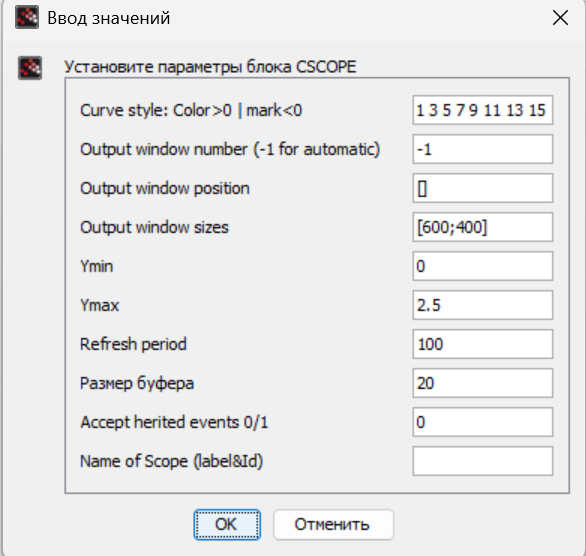 Ввод значений
Установите параметры блока CSCOPE
Curve style: Color>0 | mark<0 1 3 5 7 9 11 13 15
Output window number (-1 for automatic) -1
Output window position []
Output window sizes [600;400]
Ymin 0
Ymax 2.5
Refresh period 100
Размер буфера 20
Accept herited events 0/1 0
Name of Scope (label&Id)
OK Отменить